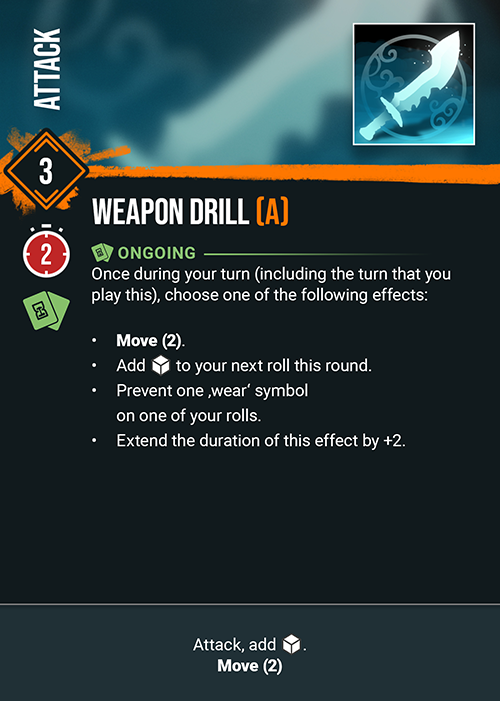 ATTACK
3
WEAPON DRILL (A)
2
ONGOING
Once during your turn (including the turn that you
play this), choose one of the following effects:
• Move (2).
• Add to your next roll this round.
• Prevent one ‚wear‘ symbol
on one of your rolls.
• Extend the duration of this effect by +2.
Attack, add .
Move (2)